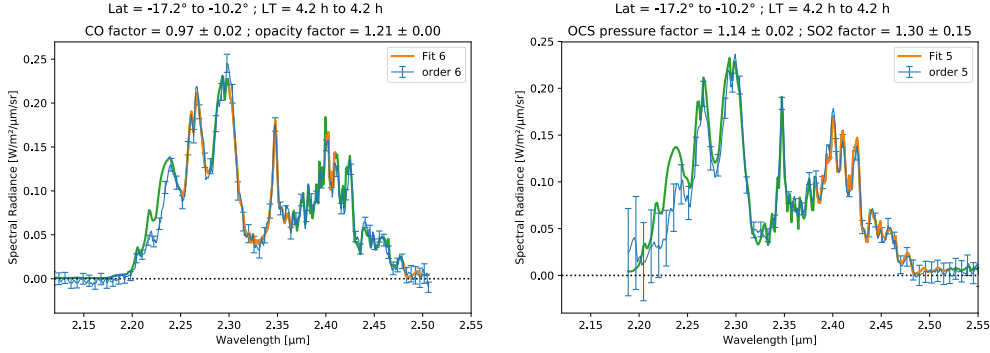 Lat = -17.2° to -10.2° ; LT = 4.2 h to 4.2 h
CO factor = 0.97 ± 0.02 ; opacity factor = 1.21 ± 0.00
Fit 6
order 6
0.25
0.20
0.15
0.10
0.05
0.00
Spectral Radiance [W/m²/µm/sr]
2.15
2.20
2.25
2.30
2.35
2.40
2.45
2.50
2.55
Wavelength [µm]
Lat = -17.2° to -10.2° ; LT = 4.2 h to 4.2 h
OCS pressure factor = 1.14 ± 0.02 ; SO2 factor = 1.30 ± 0.15
Fit 5
order 5
0.25
0.20
0.15
0.10
0.05
0.00
Spectral Radiance [W/m²/µm/sr]
2.15
2.20
2.25
2.30
2.35
2.40
2.45
2.50
2.55
Wavelength [µm]